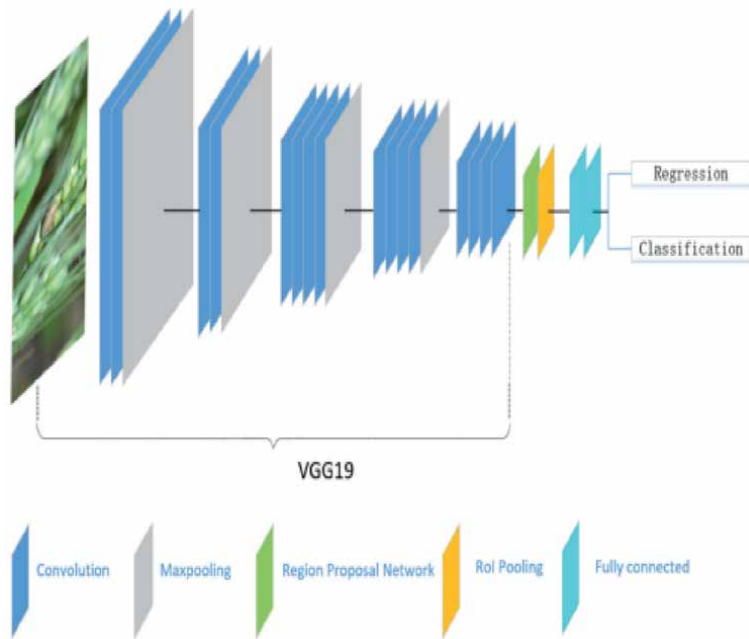 Regression
Classification
VGG19
Convolution
Maxpooling
Region Proposal Network
RoI Pooling
Fully connected